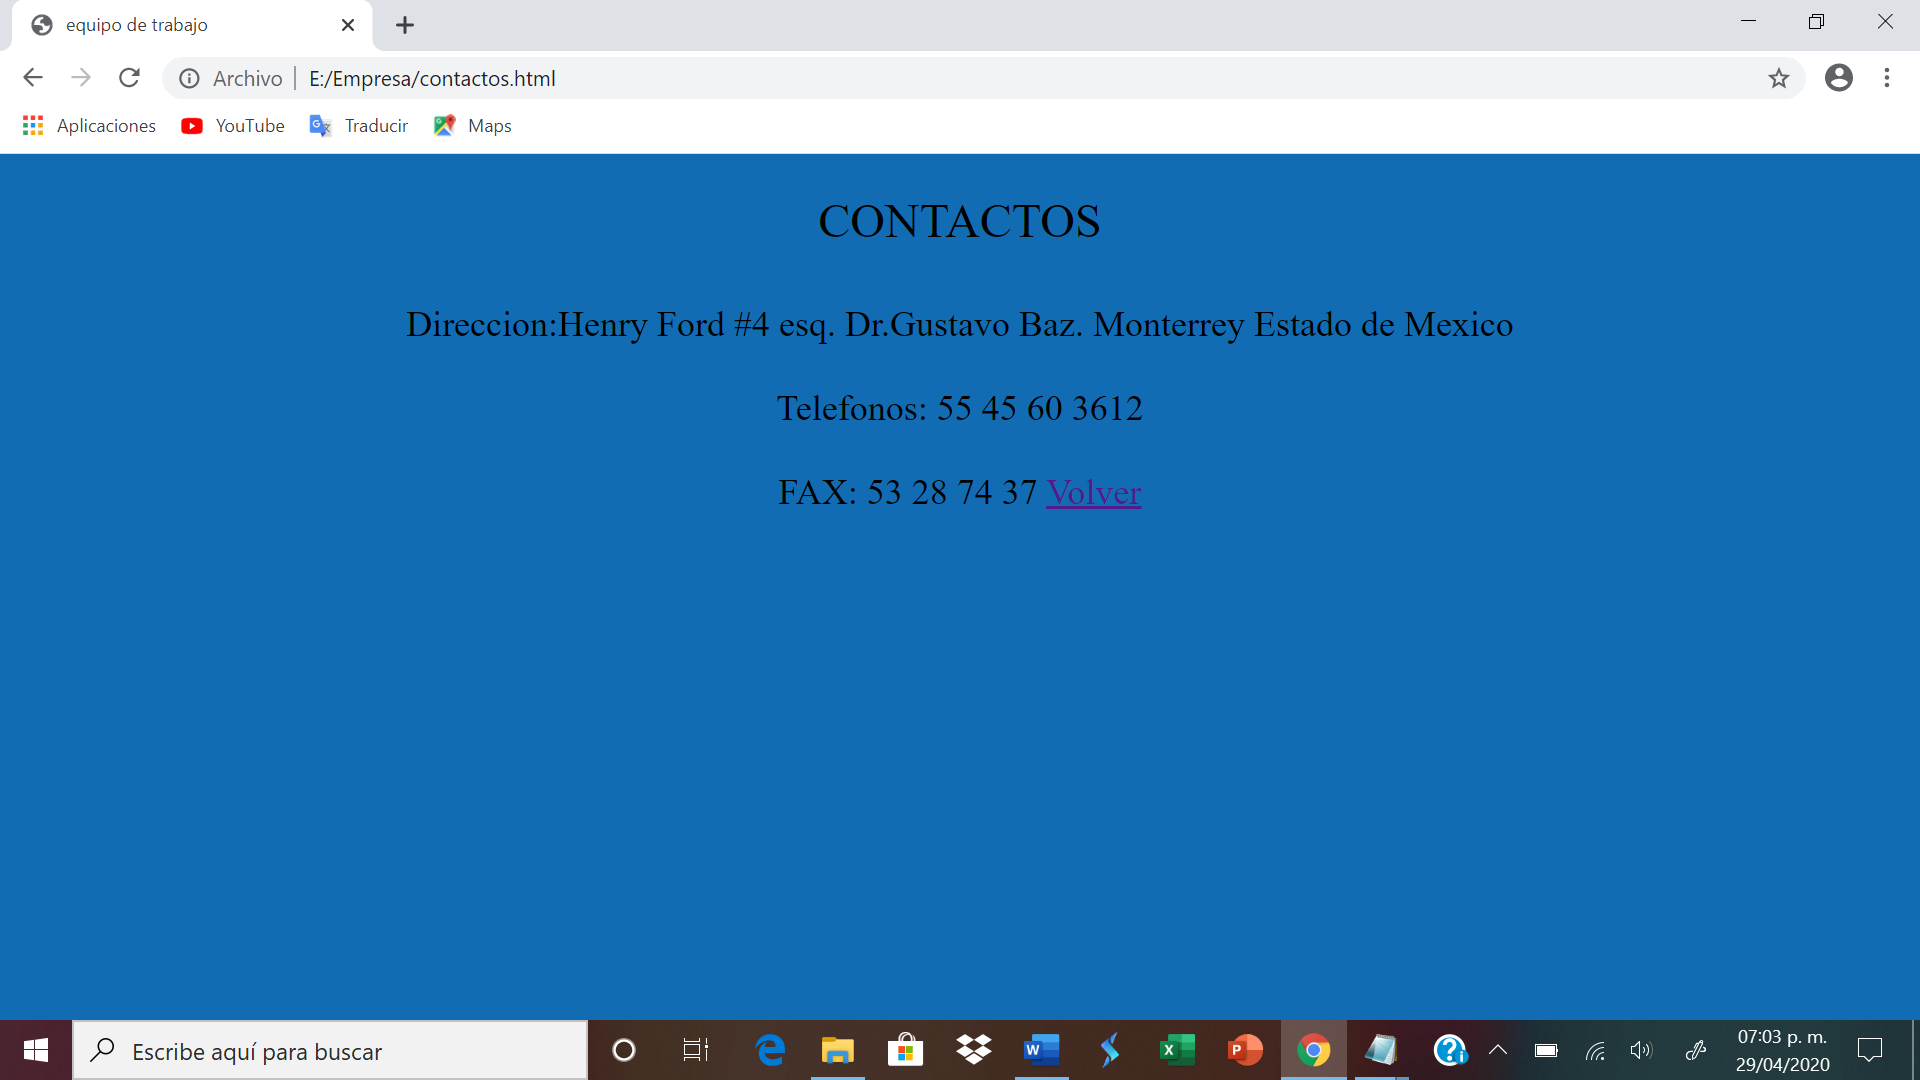 equipo de trabajo
Archivo E:/Empresa/contactos.html
Aplicaciones YouTube Traducir Maps
CONTACTOS
Direccion:Henry Ford #4 esq. Dr.Gustavo Baz. Monterrey Estado de Mexico
Telefonos: 55 45 60 3612
FAX: 53 28 74 37 Volver
Escribe aquí para buscar
07:03 p. m.
29/04/2020